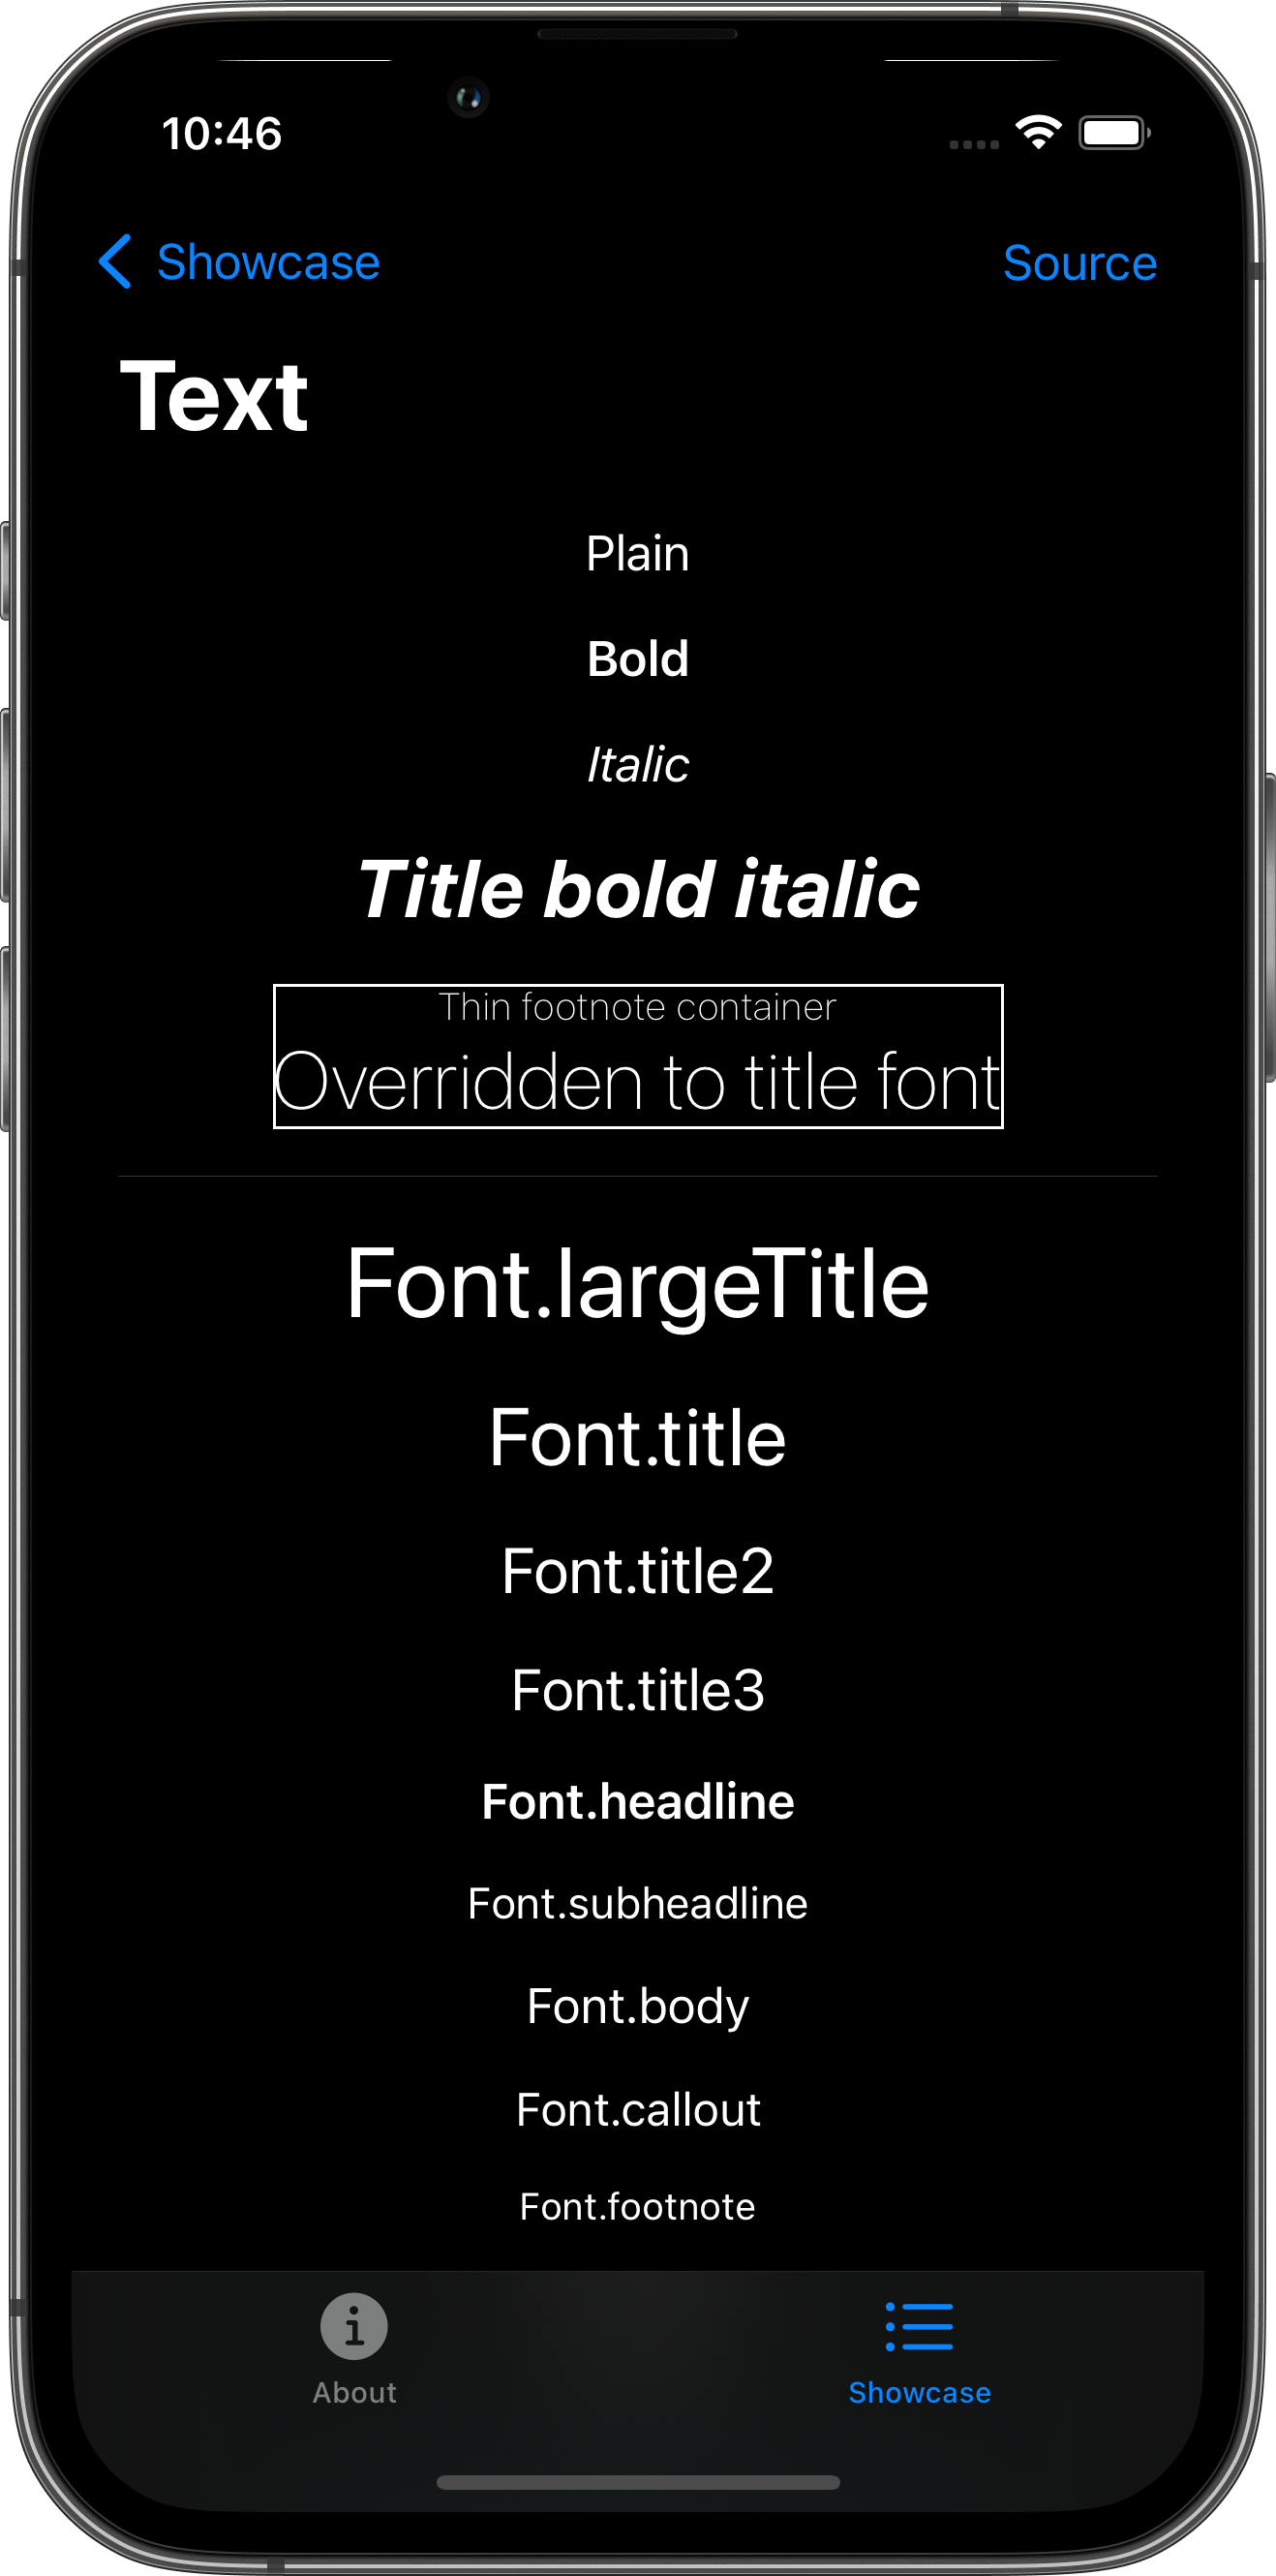 10:46
Showcase
Source
Text
Plain
Bold
Italic
Title bold italic
Thin footnote container
Overridden to title font
Font.largeTitle
Font.title
Font.title2
Font.title3
Font.headline
Font.subheadline
Font.body
Font.callout
Font.footnote
About
Showcase